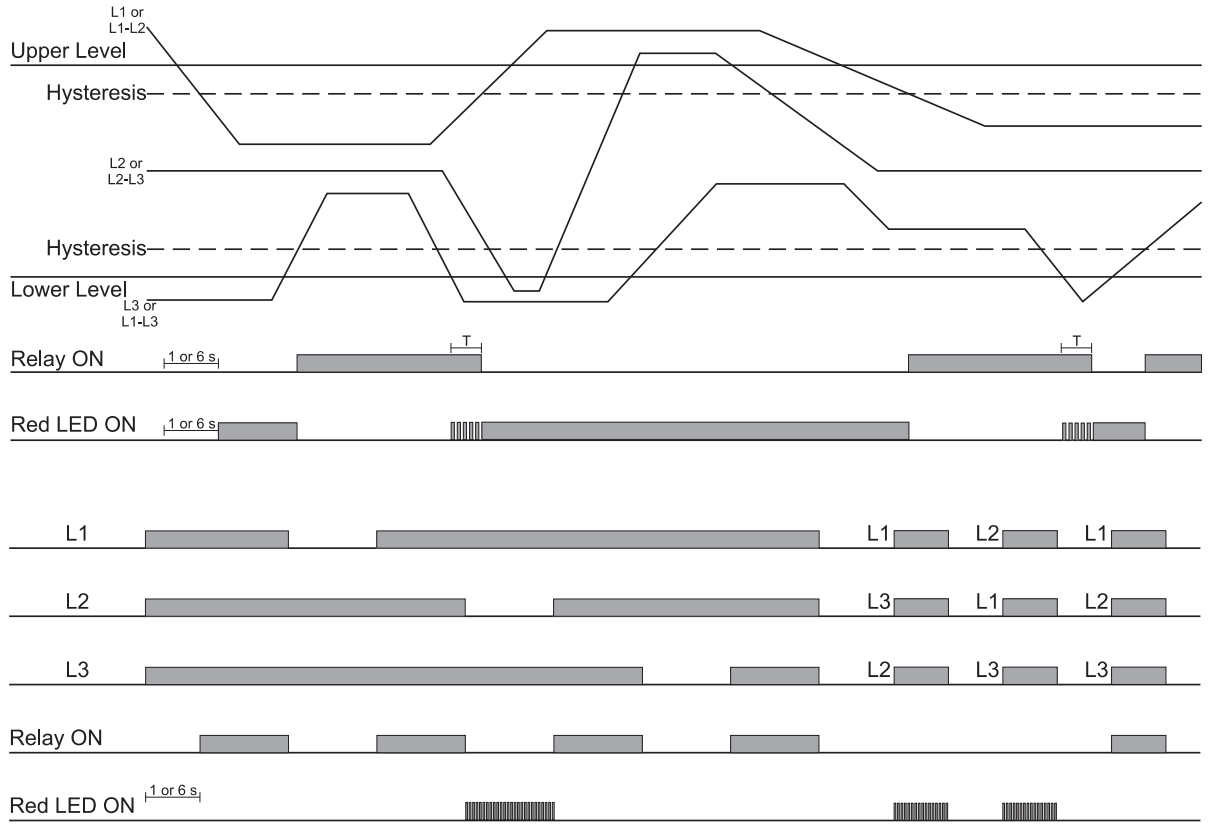 L1 or
L1-L2
Upper Level
Hysteresis
L2 or
L2-L3
Hysteresis
Lower Level
L3 or
L1-L3
T T
Relay ON 1 or 6 s
Red LED ON 1 or 6 s
L1 L1 L2 L1
L2 L3 L1 L2
L3 L2 L3 L3
Relay ON
1 or 6 s
Red LED ON